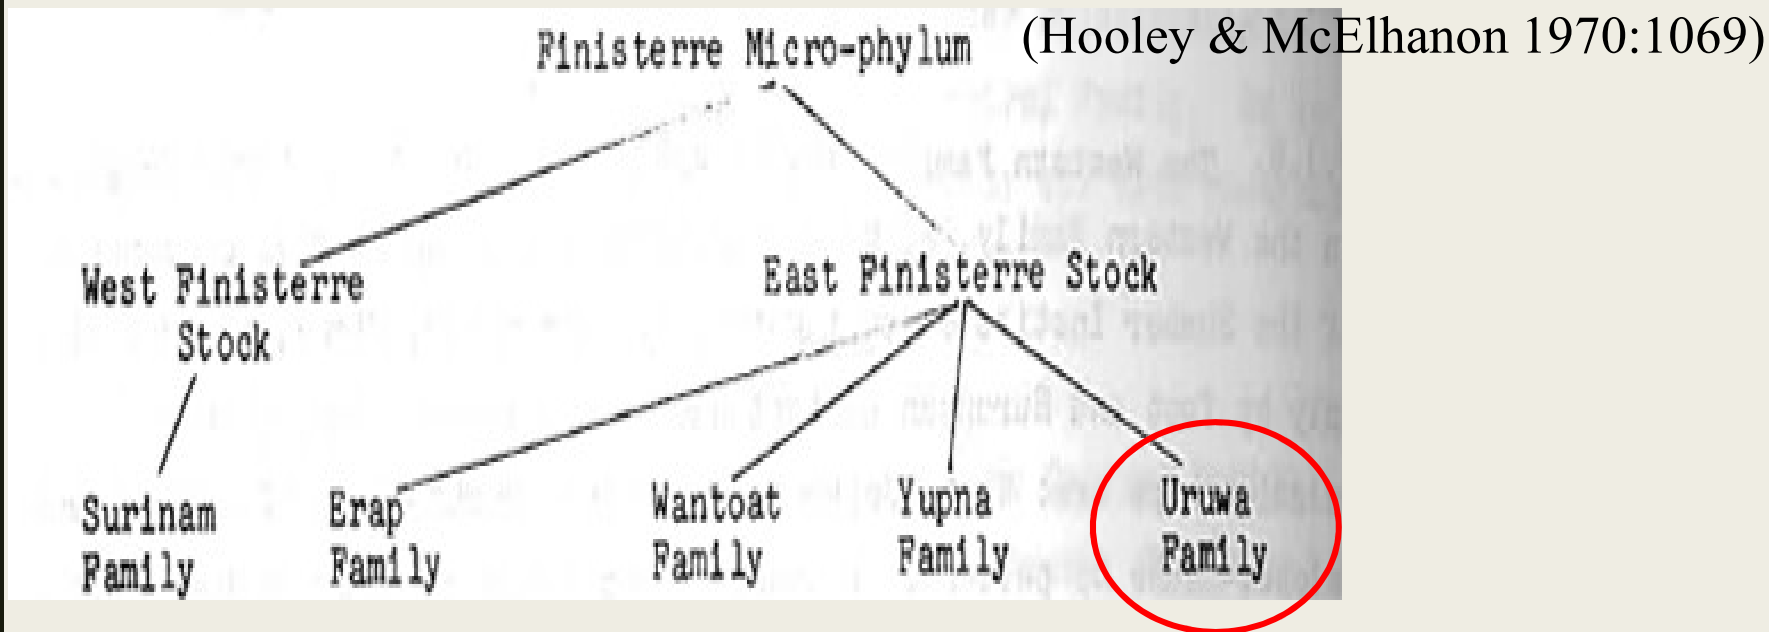 Finisterre Micro-phylum (Hooley & McElhanon 1970:1069)
West Finisterre
Stock
East Finisterre Stock
Surinam
Family
Erap
Family
Wantoat
Family
Yupna
Family
Uruwa
Family